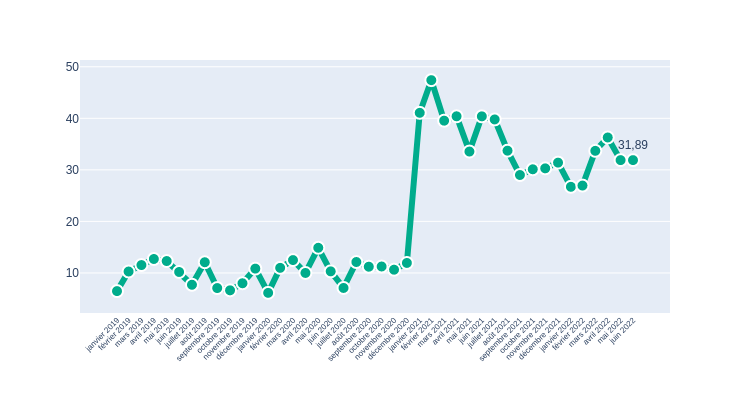 50
40
30
20
10
31,89
janvier 2019
février 2019
mars 2019
avril 2019
mai 2019
juin 2019
juillet 2019
août 2019
septembre 2019
octobre 2019
novembre 2019
décembre 2019
janvier 2020
février 2020
mars 2020
avril 2020
mai 2020
juin 2020
juillet 2020
août 2020
septembre 2020
octobre 2020
novembre 2020
décembre 2020
janvier 2021
février 2021
mars 2021
avril 2021
mai 2021
juin 2021
juillet 2021
août 2021
septembre 2021
octobre 2021
novembre 2021
décembre 2021
janvier 2022
février 2022
mars 2022
avril 2022
mai 2022
juin 2022